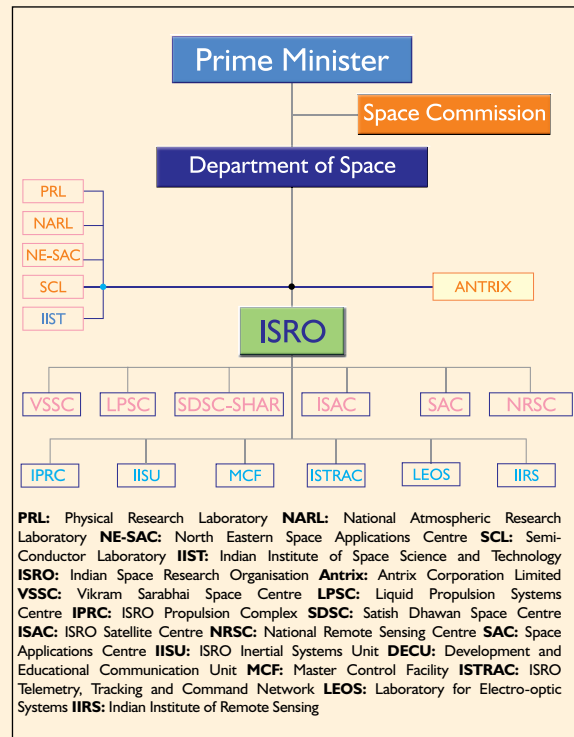 Prime Minister
Space Commission
Department of Space
PRL
NARL
NE-SAC
SCL
IIST
ANTRIX
ISRO
VSSC LPSC SDSC-SHAR ISAC SAC NRSC
IPRC IISU MCF ISTRAC LEOS IIRS
PRL: Physical Research Laboratory NARL: National Atmospheric Research
Laboratory NE-SAC: North Eastern Space Applications Centre SCL: Semi-
Conductor Laboratory IIST: Indian Institute of Space Science and Technology
ISRO: Indian Space Research Organisation Antrix: Antrix Corporation Limited
VSSC: Vikram Sarabhai Space Centre LPSC: Liquid Propulsion Systems
Centre IPRC: ISRO Propulsion Complex SDSC: Satish Dhawan Space Centre
ISAC: ISRO Satellite Centre NRSC: National Remote Sensing Centre SAC: Space
Applications Centre IISU: ISRO Inertial Systems Unit DECU: Development and
Educational Communication Unit MCF: Master Control Facility ISTRAC: ISRO
Telemetry, Tracking and Command Network LEOS: Laboratory for Electro-optic
Systems IIRS: Indian Institute of Remote Sensing